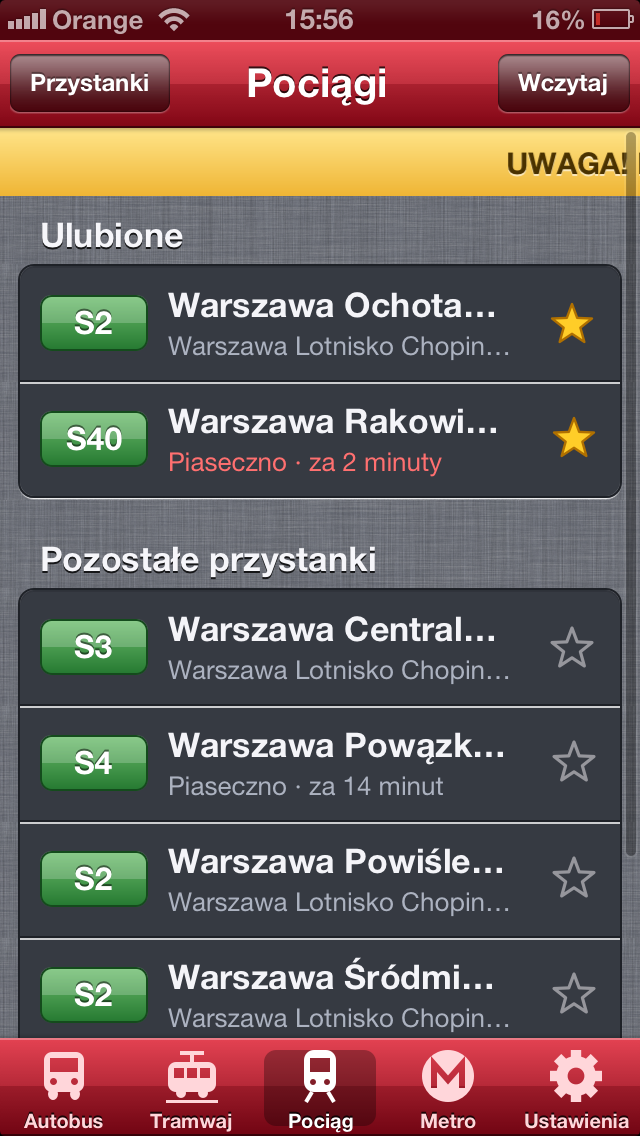 Orange 15:56 16%
Przystanki Pociągi Wczytaj
UWAGA!
Ulubione
S2 Warszawa Ochota...
Warszawa Lotnisko Chopin...
S40 Warszawa Rakowi...
Piaseczno · za 2 minuty
Pozostałe przystanki
S3 Warszawa Central...
Warszawa Lotnisko Chopin...
S4 Warszawa Powązk...
Piaseczno · za 14 minut
S2 Warszawa Powiśle...
Warszawa Lotnisko Chopin...
S2 Warszawa Śródmi...
Warszawa Lotnisko Chopin...
Autobus Tramwaj Pociąg Metro Ustawienia